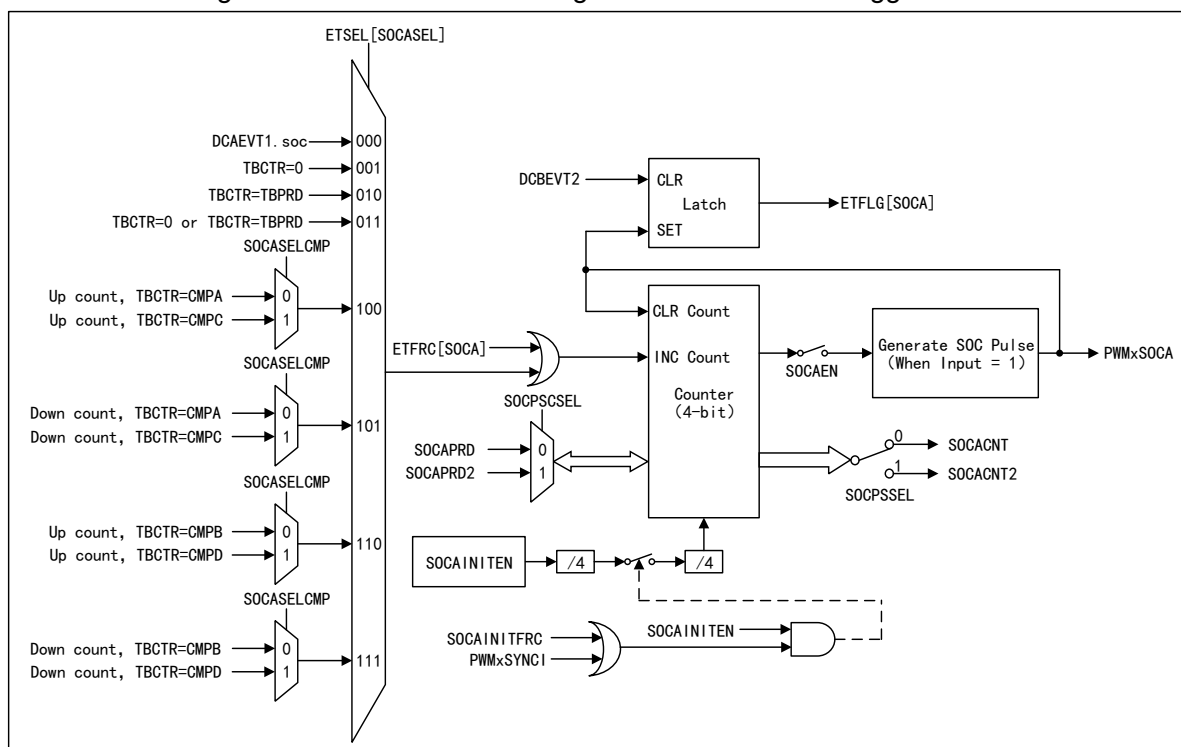 ETSEL[SOCASEL]
DCAEVT1.soc
000
TBCTR=0
001
TBCTR=TBPRD
010
TBCTR=0 or TBCTR=TBPRD
011
SOCASELCMP
Up count, TBCTR=CMPA
0
Up count, TBCTR=CMPC
1
100
SOCASELCMP
Down count, TBCTR=CMPA
0
Down count, TBCTR=CMPC
1
101
SOCASELCMP
Up count, TBCTR=CMPB
0
Up count, TBCTR=CMPD
1
110
SOCASELCMP
Down count, TBCTR=CMPB
0
Down count, TBCTR=CMPD
1
111
DCBEVT2
CLR
Latch
SET
ETFLG[SOCA]
ETFRC[SOCA]
CLR Count
INC Count
Counter
(4-bit)
SOCAEN
Generate SOC Pulse
(When Input = 1)
PWMxSOCA
SOCPSCSEL
SOCAPRD
0
SOCAPRD2
1
0
SOCACNT
1
SOCACNT2
SOCPSSEL
SOCAINITEN
/4
/4
SOCAINITFRC
PWMxSYNCI
SOCAINITEN